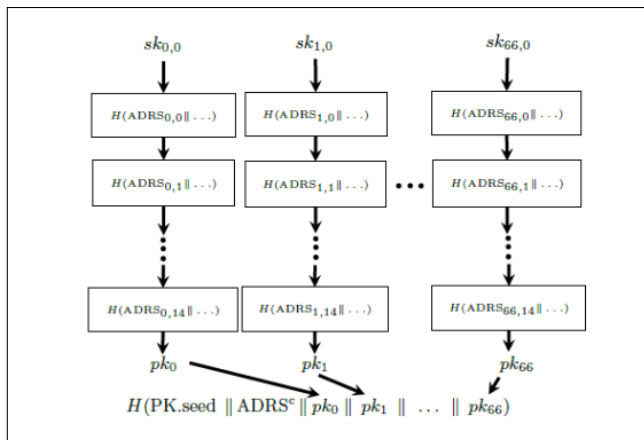 sk0,0 sk1,0 sk66,0
H(ADRS0,0‖ ...) H(ADRS1,0‖ ...) H(ADRS66,0‖ ...)
H(ADRS0,1‖ ...) H(ADRS1,1‖ ...) ••• H(ADRS66,1‖ ...)
H(ADRS0,14‖ ...) H(ADRS1,14‖ ...) H(ADRS66,14‖ ...)
pk0 pk1 pk66
H(PK.seed ‖ ADRSc ‖ pk0 ‖ pk1 ‖ ... ‖ pk66)